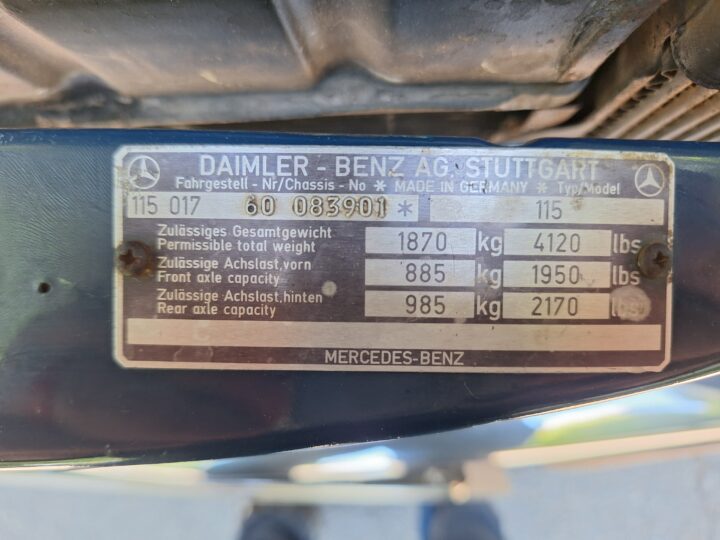 DAIMLER - BENZ AG, STUTTGART
Fahrgestell - Nr/Chassis - No * MADE IN GERMANY * Typ/Model
115 017 60 083901 * 115
Zulässiges Gesamtgewicht
Permissible total weight 1870 kg 4120 lbs
Zulässige Achslast,vorn
Front axle capacity 885 kg 1950 lbs
Zulässige Achslast,hinten
Rear axle capacity 985 kg 2170 lbs
MERCEDES-BENZ